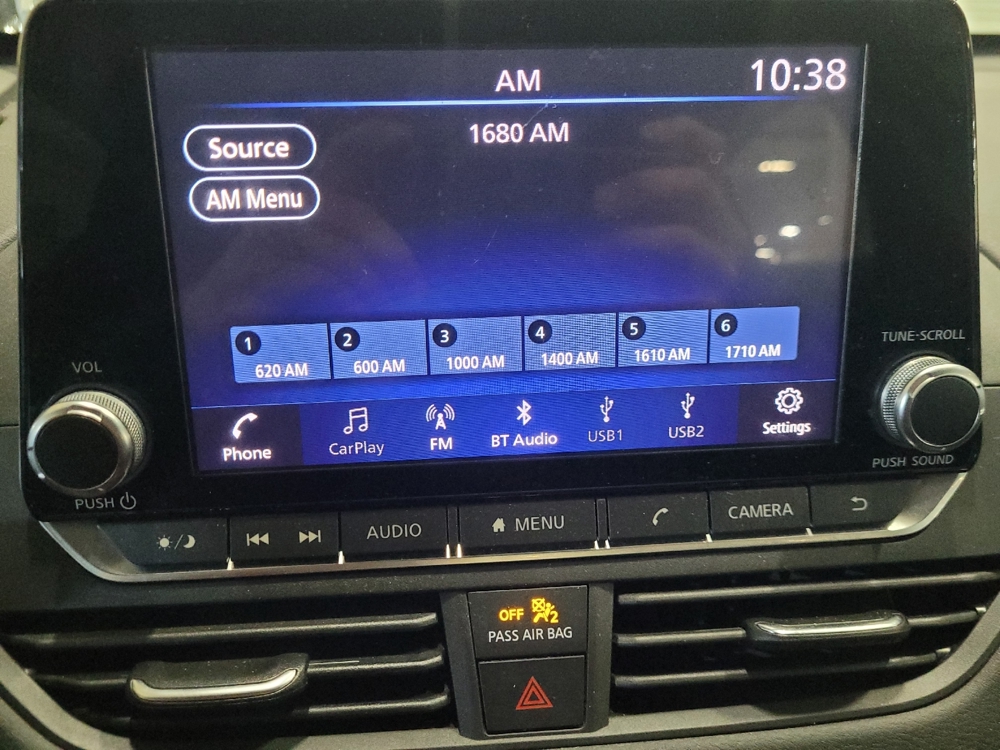 AM
10:38
1680 AM
Source
AM Menu
1
620 AM
2
600 AM
3
1000 AM
4
1400 AM
5
1610 AM
6
1710 AM
Phone
CarPlay
FM
BT Audio
USB1
USB2
Settings
VOL
PUSH
TUNE·SCROLL
PUSH SOUND
AUDIO
MENU
CAMERA
OFF
2
PASS AIR BAG